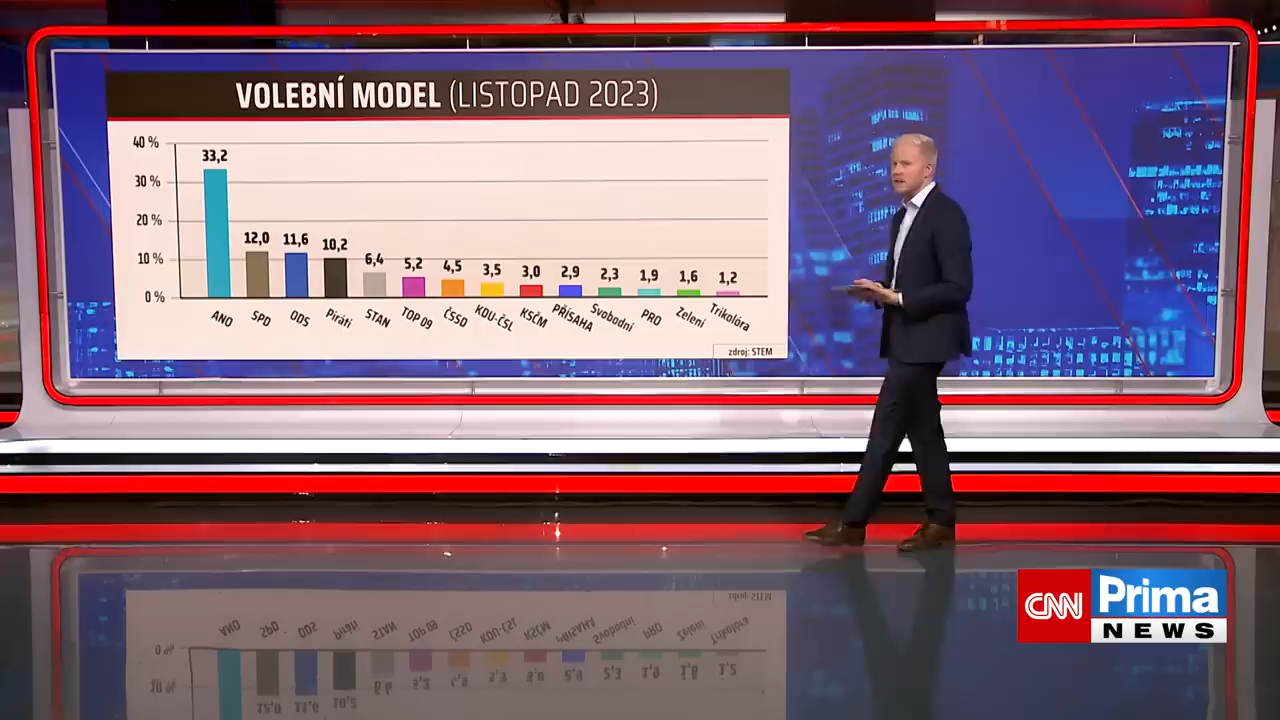 VOLEBNÍ MODEL (LISTOPAD 2023)
40 %
30 %
20 %
10 %
0 %
33,2
12,0
11,6
10,2
6,4
5,2
4,5
3,5
3,0
2,9
2,3
1,9
1,6
1,2
ANO
SPD
ODS
Piráti
STAN
TOP 09
ČSSD
KDU-ČSL
KSČM
PŘÍSAHA
Svobodní
PRO
Zelení
Trikolóra
zdroj: STEM
CNN Prima
NEWS